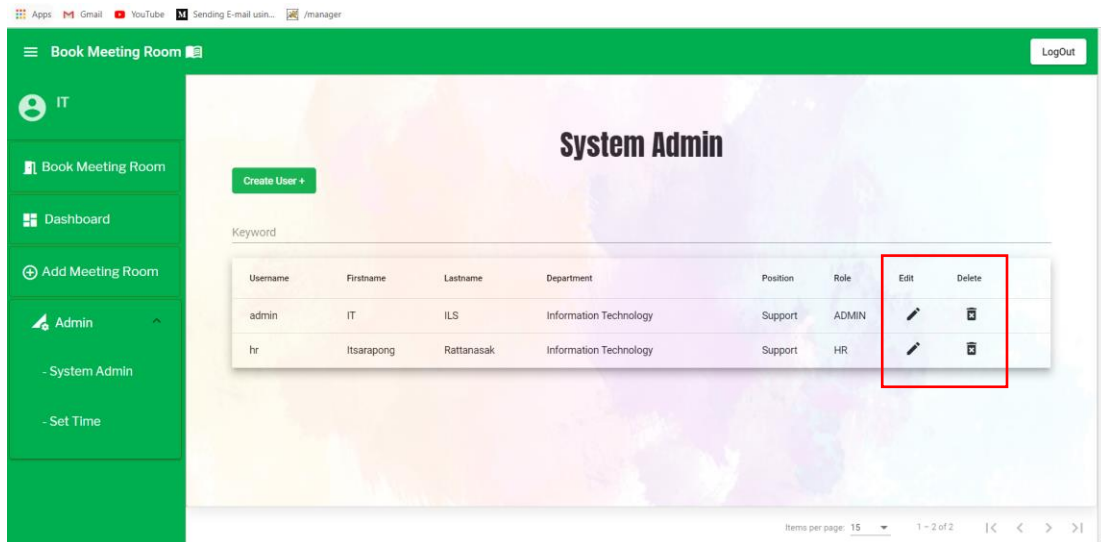 Apps Gmail YouTube Sending E-mail usin... /manager
Book Meeting Room LogOut
IT
System Admin
Book Meeting Room
Create User +
Dashboard
Keyword
Add Meeting Room
Username Firstname Lastname Department Position Role Edit Delete
admin IT ILS Information Technology Support ADMIN
Admin
hr Itsarapong Rattanasak Information Technology Support HR
- System Admin
- Set Time
Items per page: 15 1 – 2 of 2